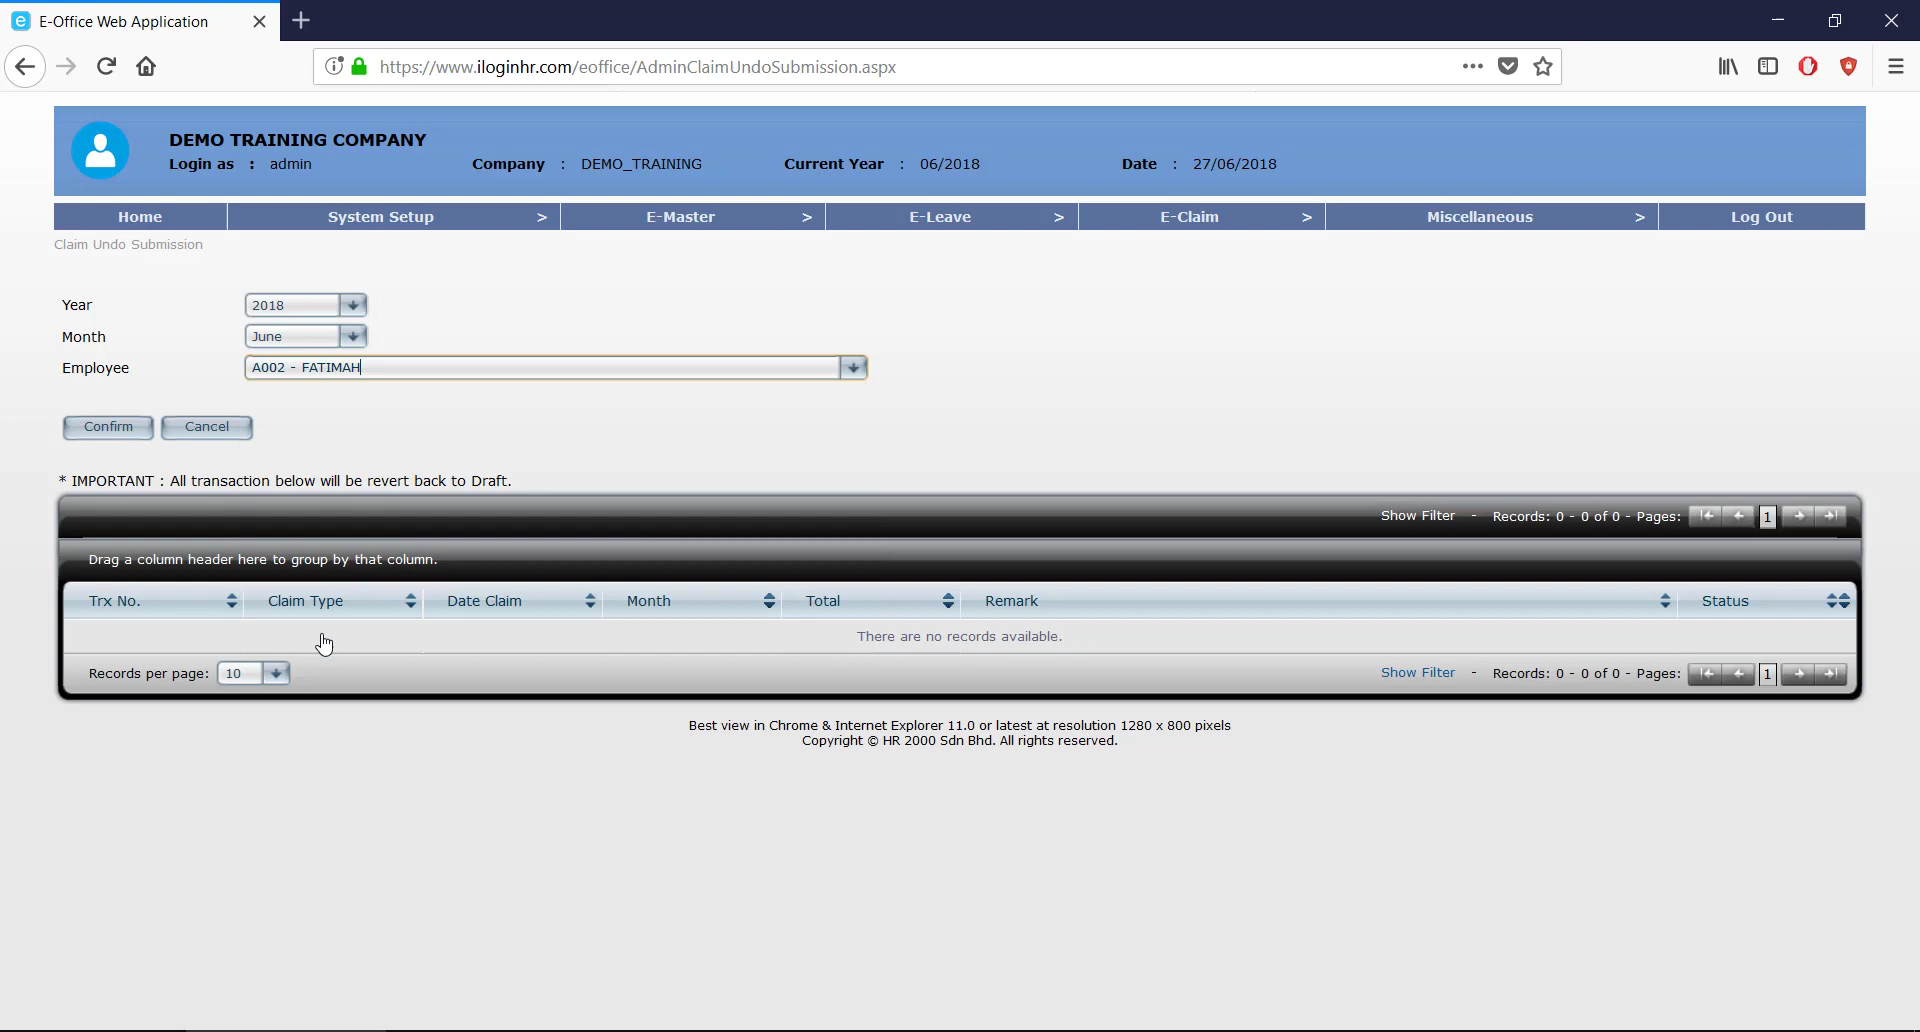 E-Office Web Application
https://www.iloginhr.com/eoffice/AdminClaimUndoSubmission.aspx
DEMO TRAINING COMPANY
Login as : admin Company : DEMO_TRAINING Current Year : 06/2018 Date : 27/06/2018
Home System Setup > E-Master > E-Leave > E-Claim > Miscellaneous > Log Out
Claim Undo Submission
Year 2018
Month June
Employee A002 - FATIMAH
Confirm Cancel
* IMPORTANT : All transaction below will be revert back to Draft.
Show Filter - Records: 0 - 0 of 0 - Pages: 1
Drag a column header here to group by that column.
Trx No. Claim Type Date Claim Month Total Remark Status
There are no records available.
Records per page: 10 Show Filter - Records: 0 - 0 of 0 - Pages: 1
Best view in Chrome & Internet Explorer 11.0 or latest at resolution 1280 x 800 pixels
Copyright © HR 2000 Sdn Bhd. All rights reserved.